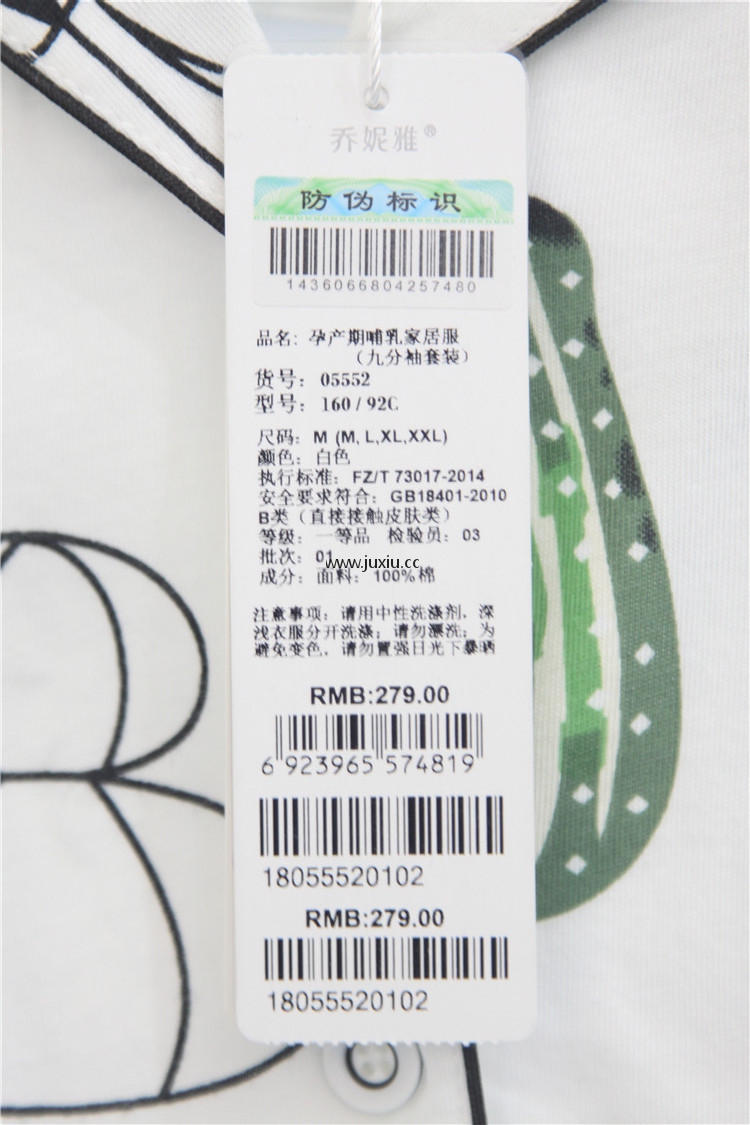 乔妮雅®
防伪标识
1436066804257480
品名：孕产期哺乳家居服
（九分袖套装）
货号：05552
型号：160 / 92C
尺码：M (M, L,XL,XXL)
颜色：白色
执行标准：FZ/T 73017-2014
安全要求符合：GB18401-2010
B类（直接接触皮肤类）
等级：一等品 检验员：03
批次：01
www.juxiu.cc
成分：面料：100%棉
注意事项：请用中性洗涤剂，深
浅衣服分开洗涤；请勿漂洗；为
避免变色，请勿置强日光下暴晒
RMB:279.00
6 923965 574819
18055520102
RMB:279.00
18055520102